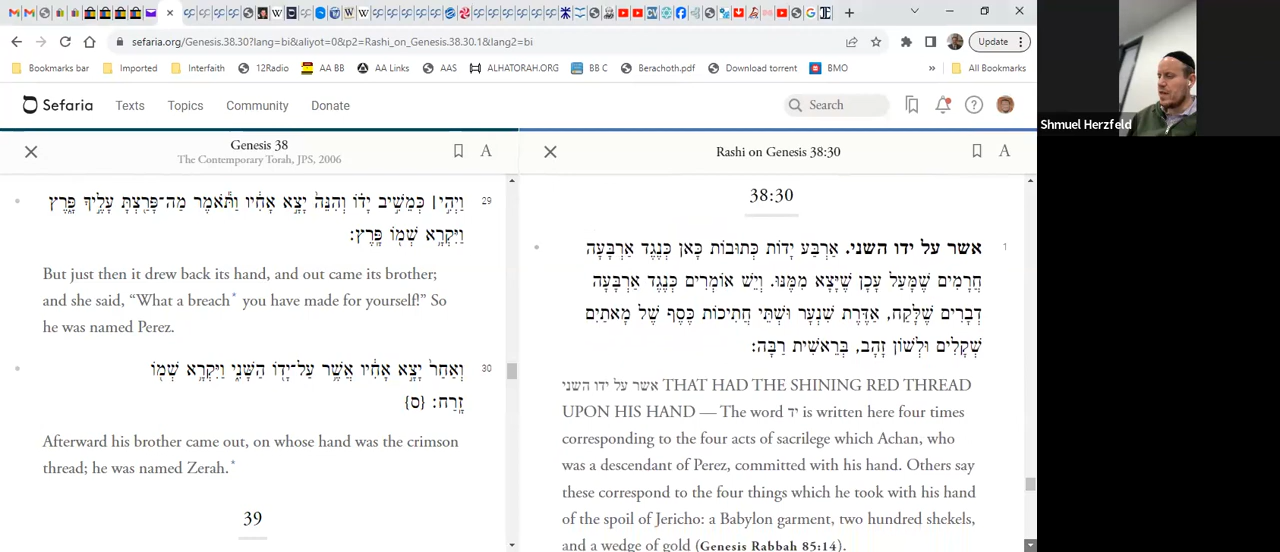 sefaria.org/Genesis.38.30?lang=bi&aliyot=0&p2=Rashi_on_Genesis.38.30.1&lang2=bi
Update
Bookmarks bar
Imported
Interfaith
12Radio
AA BB
AA Links
AAS
ALHATORAH.ORG
BB C
Berachoth.pdf
Download torrent
BMO
»
All Bookmarks
Shmuel Herzfeld
Sefaria
Texts
Topics
Community
Donate
Search
Genesis 38
The Contemporary Torah, JPS, 2006
A
29
וַיְהִ֣י ׀ כְּמֵשִׁ֣יב יָד֗וֹ וְהִנֵּה֙ יָצָ֣א אָחִ֔יו וַתֹּ֕אמֶר מַה־פָּרַ֖צְתָּ עָלֶ֣יךָ פָּ֑רֶץ
וַיִּקְרָ֥א שְׁמ֖וֹ פָּֽרֶץ׃
But just then it drew back its hand, and out came its brother;
and she said, “What a breach* you have made for yourself!” So
he was named Perez.
30
וְאַחַר֙ יָצָ֣א אָחִ֔יו אֲשֶׁ֥ר עַל־יָד֖וֹ הַשָּׁנִ֑י וַיִּקְרָ֥א שְׁמ֖וֹ
זָֽרַח׃ {ס}
Afterward his brother came out, on whose hand was the crimson
thread; he was named Zerah.*
39
Rashi on Genesis 38:30
A
38:30
1
אשר על ידו השני. אַרְבַּע יָדוֹת כְּתוּבוֹת כָּאן כְּנֶגֶד אַרְבָּעָה
חֲרָמִים שֶׁמָּעַל עָכָן שֶׁיָּצָא מִמֶּנּוּ. וְיֵשׁ אוֹמְרִים כְּנֶגֶד אַרְבָּעָה
דְבָרִים שֶׁלָּקַח, אַדֶּרֶת שִׁנְעָר וּשְׁתֵּי חֲתִיכוֹת כֶּסֶף שֶׁל מָאתַיִם
שְׁקָלִים וּלְשׁוֹן זָהָב, בְּרֵאשִׁית רַבָּה:
אשר על ידו השני THAT HAD THE SHINING RED THREAD
UPON HIS HAND — The word יד is written here four times
corresponding to the four acts of sacrilege which Achan, who
was a descendant of Perez, committed with his hand. Others say
these correspond to the four things which he took with his hand
of the spoil of Jericho: a Babylon garment, two hundred shekels,
and a wedge of gold (Genesis Rabbah 85:14).